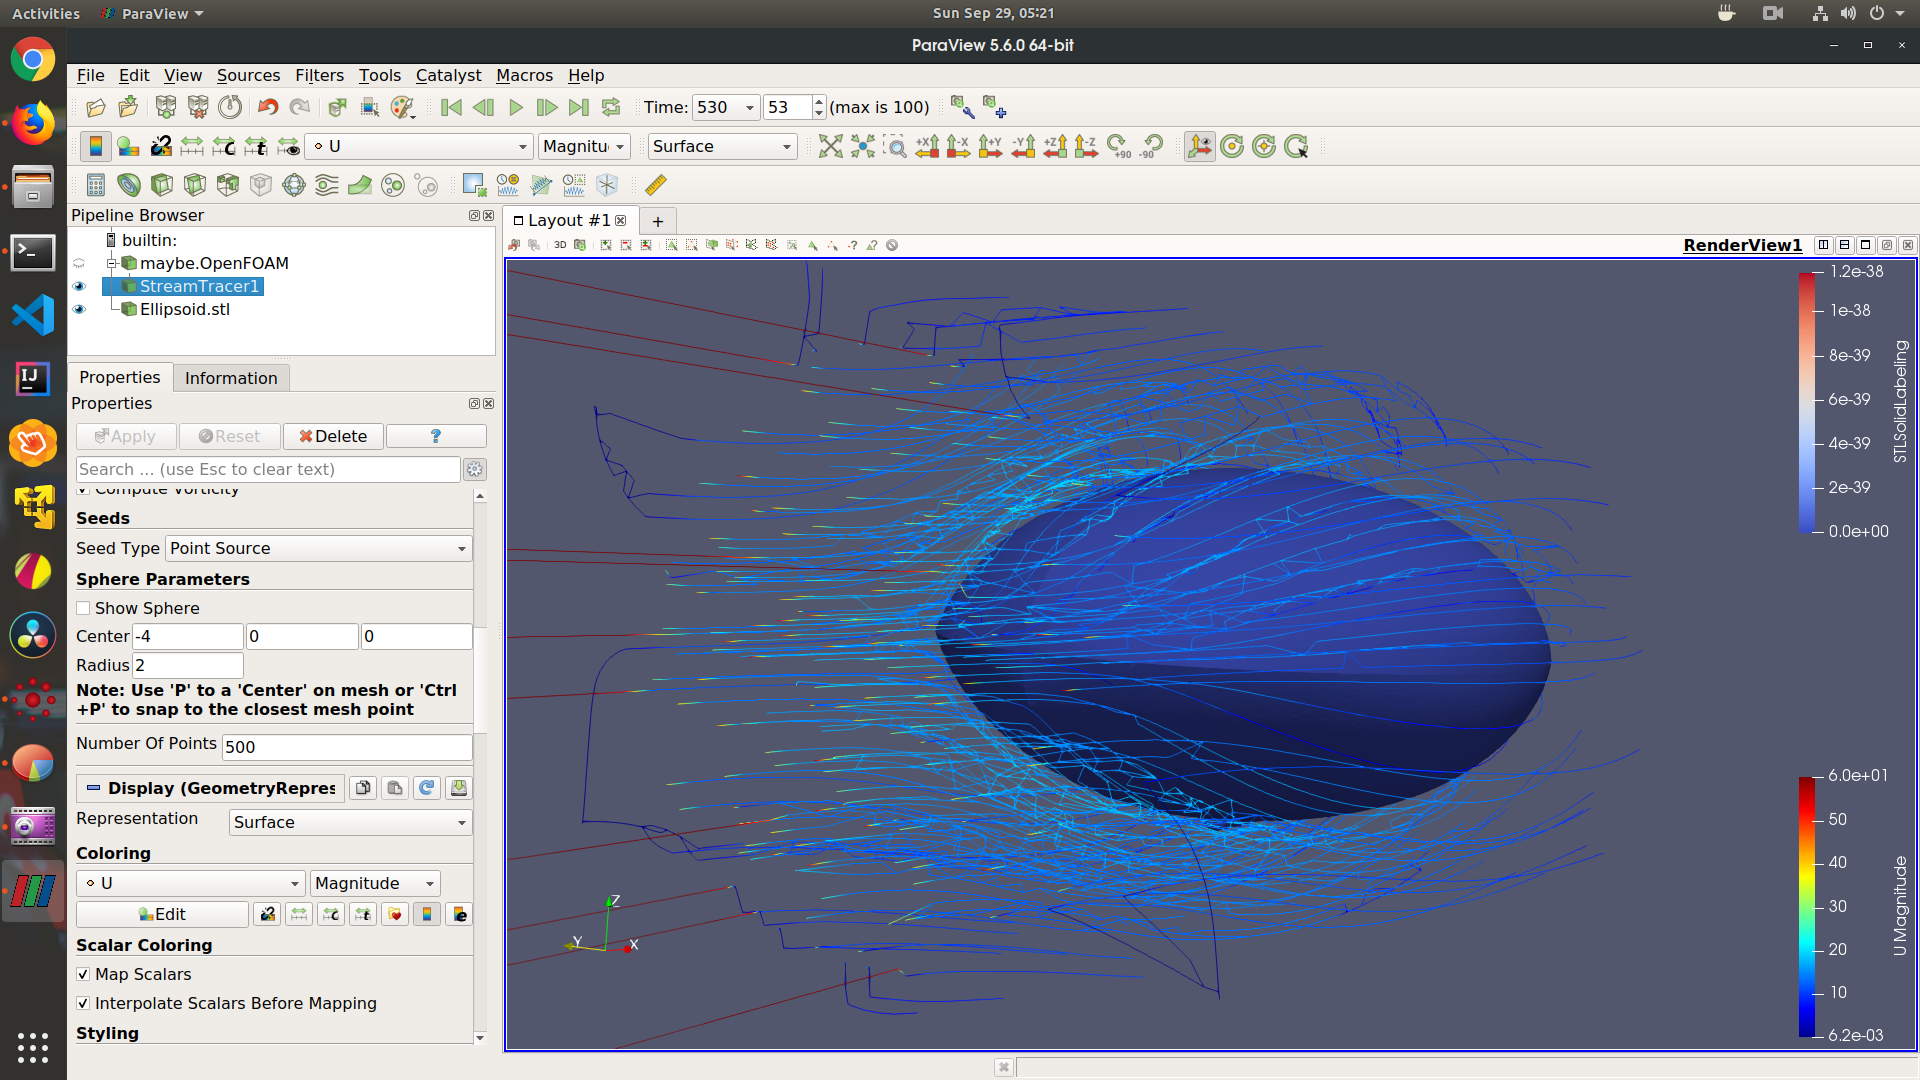 Activities ParaView Sun Sep 29, 05:21
ParaView 5.6.0 64-bit
File Edit View Sources Filters Tools Catalyst Macros Help
Time: 530 53 (max is 100)
U Magnitu Surface +X -X +Y -Y +Z -Z +90 -90
Pipeline Browser
builtin:
maybe.OpenFOAM
StreamTracer1
Ellipsoid.stl
Properties Information
Properties
Apply Reset Delete ?
Search ... (use Esc to clear text)
Compute Vorticity
Seeds
Seed Type Point Source
Sphere Parameters
Show Sphere
Center -4 0 0
Radius 2
Note: Use 'P' to a 'Center' on mesh or 'Ctrl
+P' to snap to the closest mesh point
Number Of Points 500
Display (GeometryRepres
Representation Surface
Coloring
U Magnitude
Edit
Scalar Coloring
Map Scalars
Interpolate Scalars Before Mapping
Styling
Layout #1 +
3D RenderView1
1.2e-38
1e-38
8e-39
6e-39
4e-39
2e-39
0.0e+00
STLSolidLabeling
6.0e+01
50
40
30
20
10
6.2e-03
U Magnitude
Z
Y
X